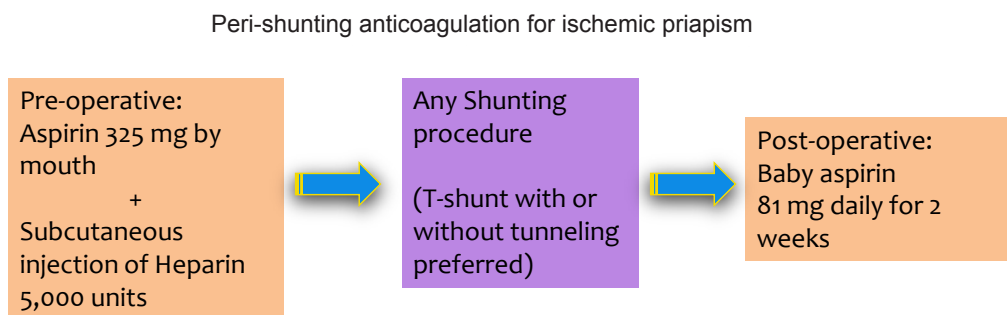 Peri-shunting anticoagulation for ischemic priapism
Pre-operative:
Aspirin 325 mg by
mouth
+
Subcutaneous
injection of Heparin
5,000 units
Any Shunting
procedure
(T-shunt with or
without tunneling
preferred)
Post-operative:
Baby aspirin
81 mg daily for 2
weeks